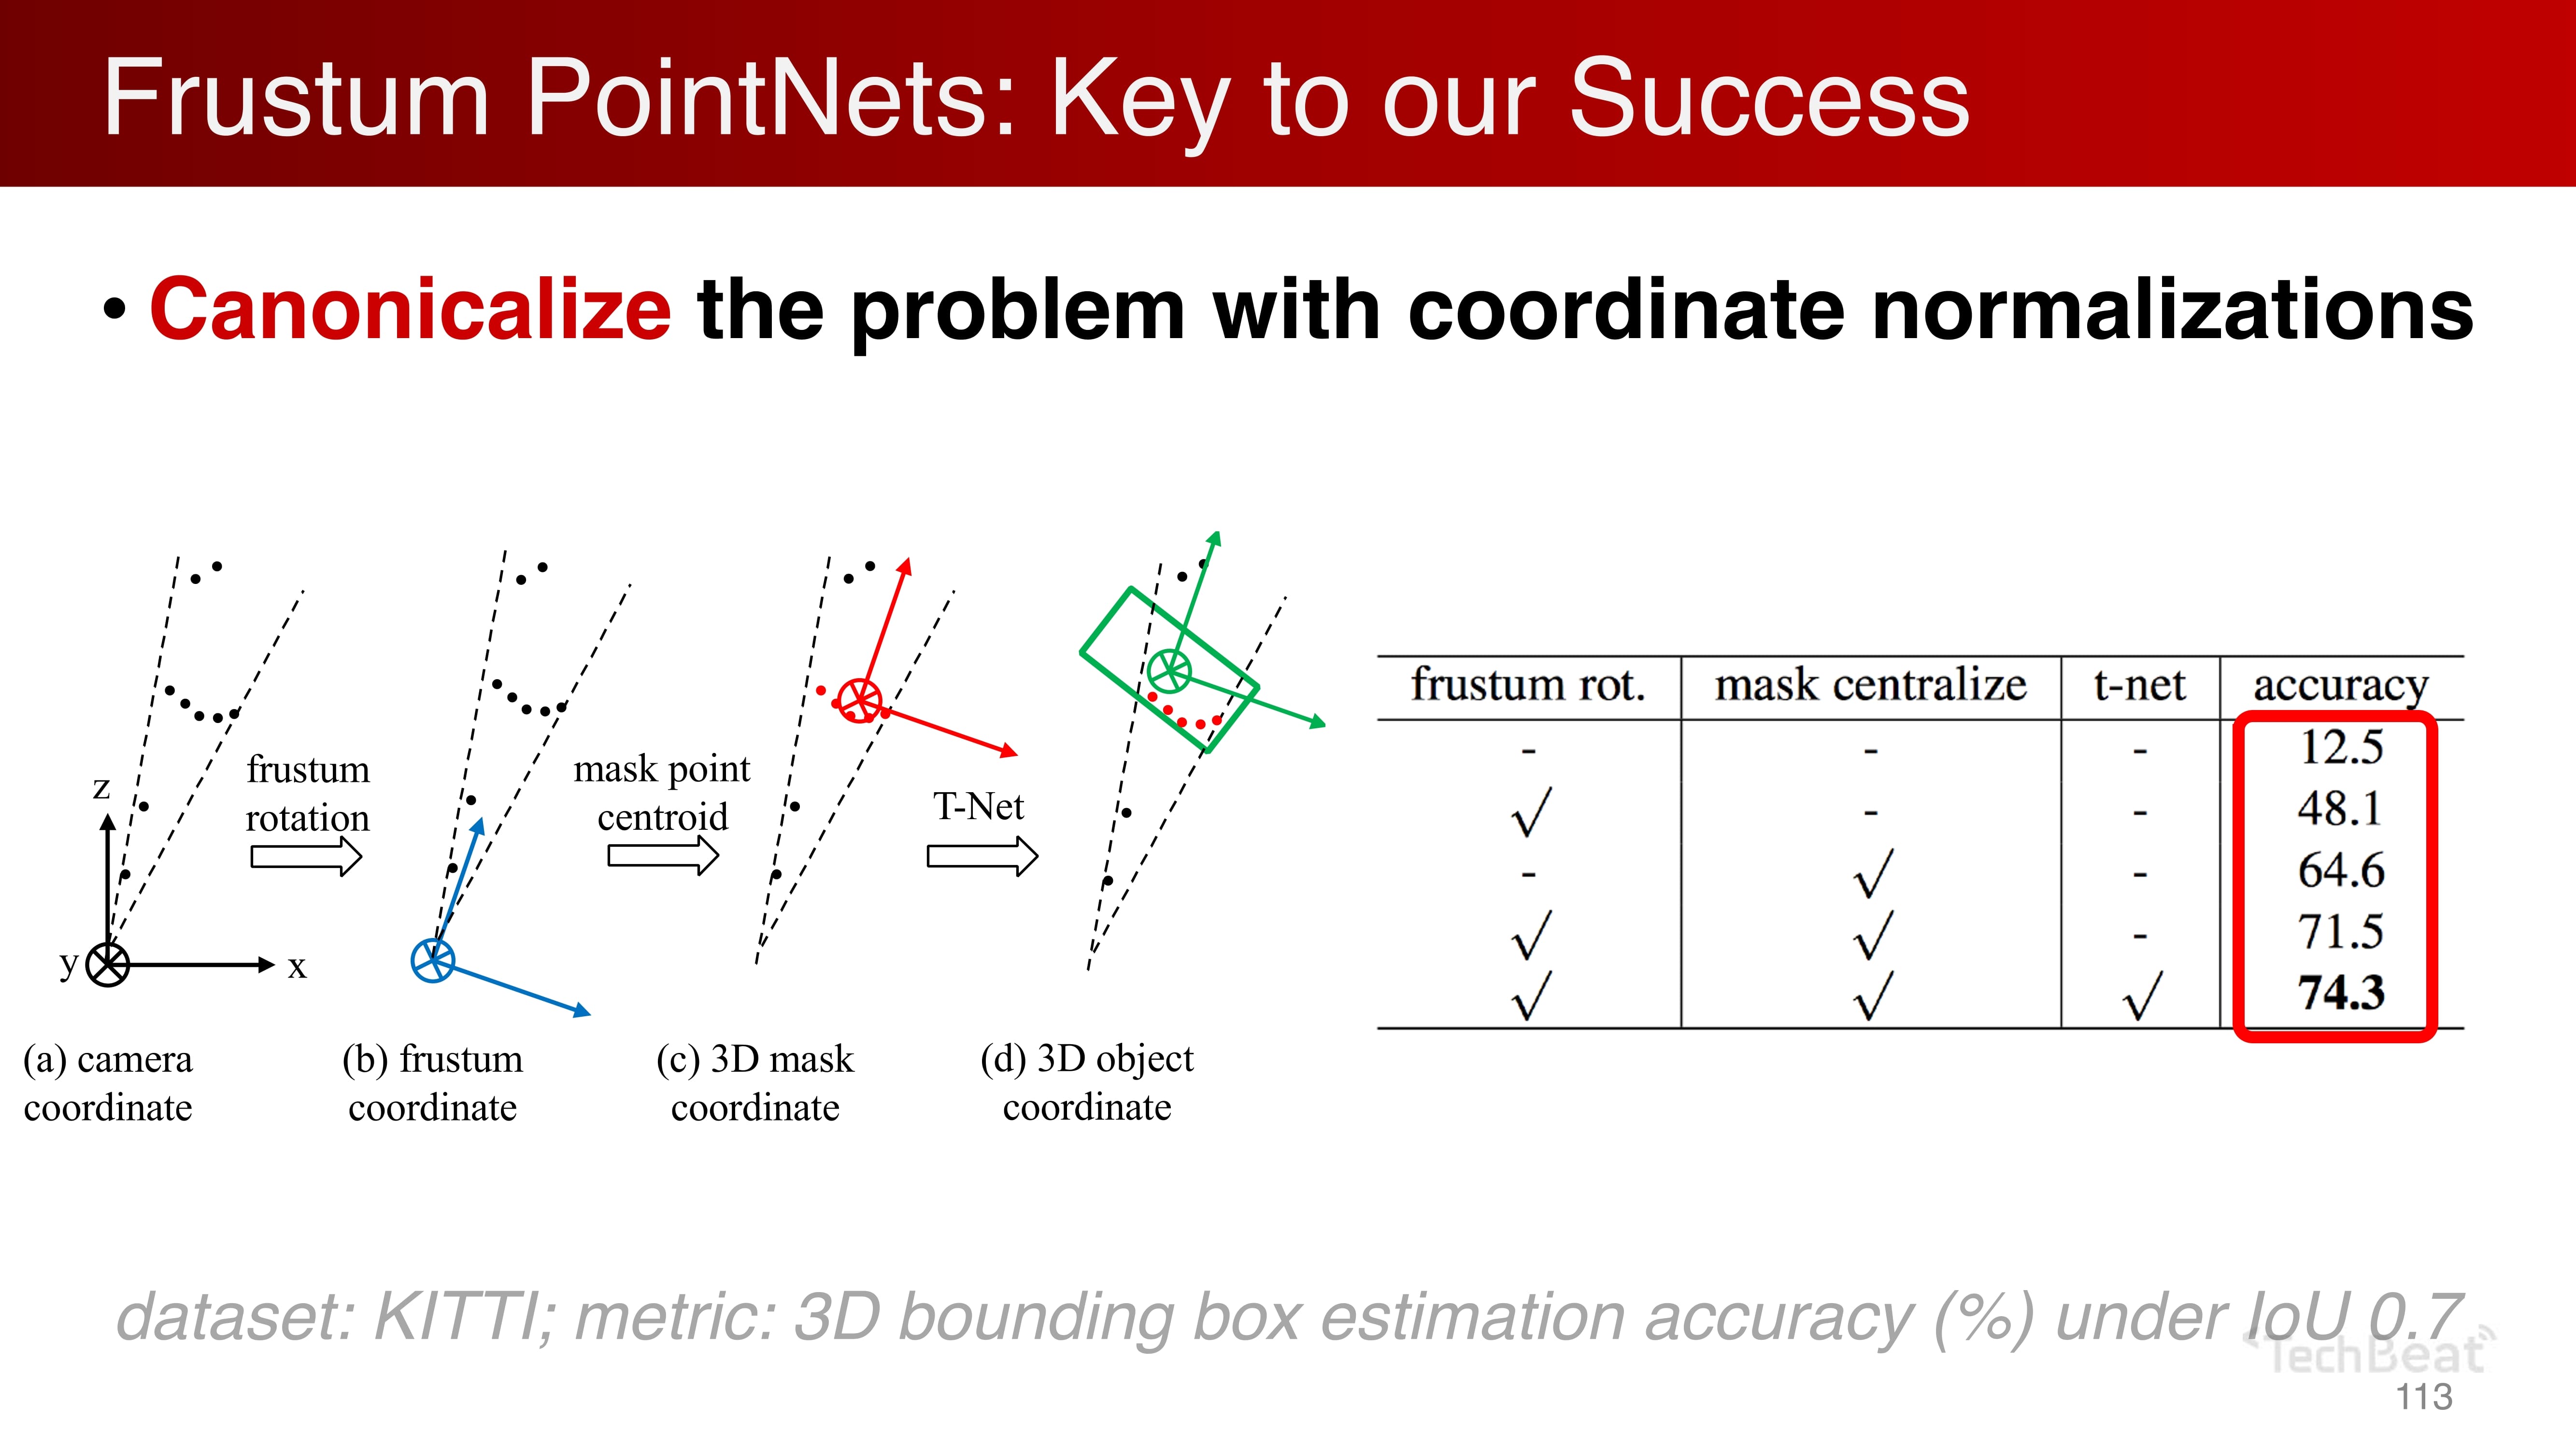 Frustum PointNets: Key to our Success
• Canonicalize the problem with coordinate normalizations
z
y
x
frustum
rotation
mask point
centroid
T-Net
(a) camera
coordinate
(b) frustum
coordinate
(c) 3D mask
coordinate
(d) 3D object
coordinate
frustum rot. mask centralize t-net accuracy
- - - 12.5
√ - - 48.1
- √ - 64.6
√ √ - 71.5
√ √ √ 74.3
dataset: KITTI; metric: 3D bounding box estimation accuracy (%) under IoU 0.7
TechBeat
113